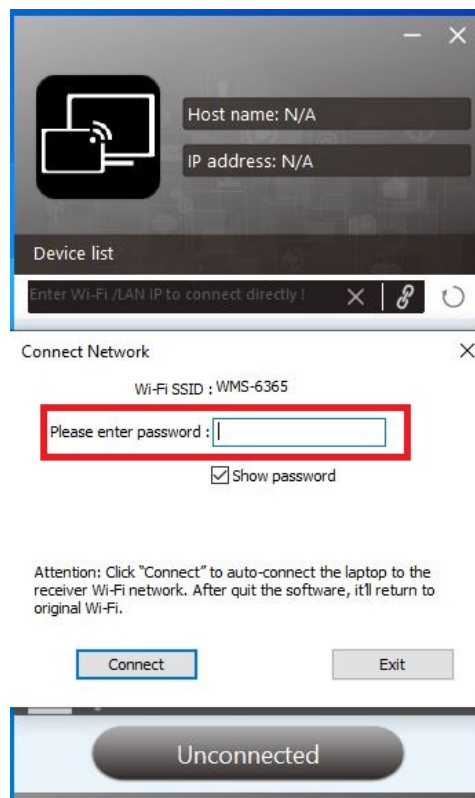 Host name: N/A
IP address: N/A
Device list
Enter Wi-Fi /LAN IP to connect directly !
Connect Network
Wi-Fi SSID : WMS-6365
Please enter password :
Show password
Attention: Click "Connect" to auto-connect the laptop to the
receiver Wi-Fi network. After quit the software, it'll return to
original Wi-Fi.
Connect Exit
Unconnected